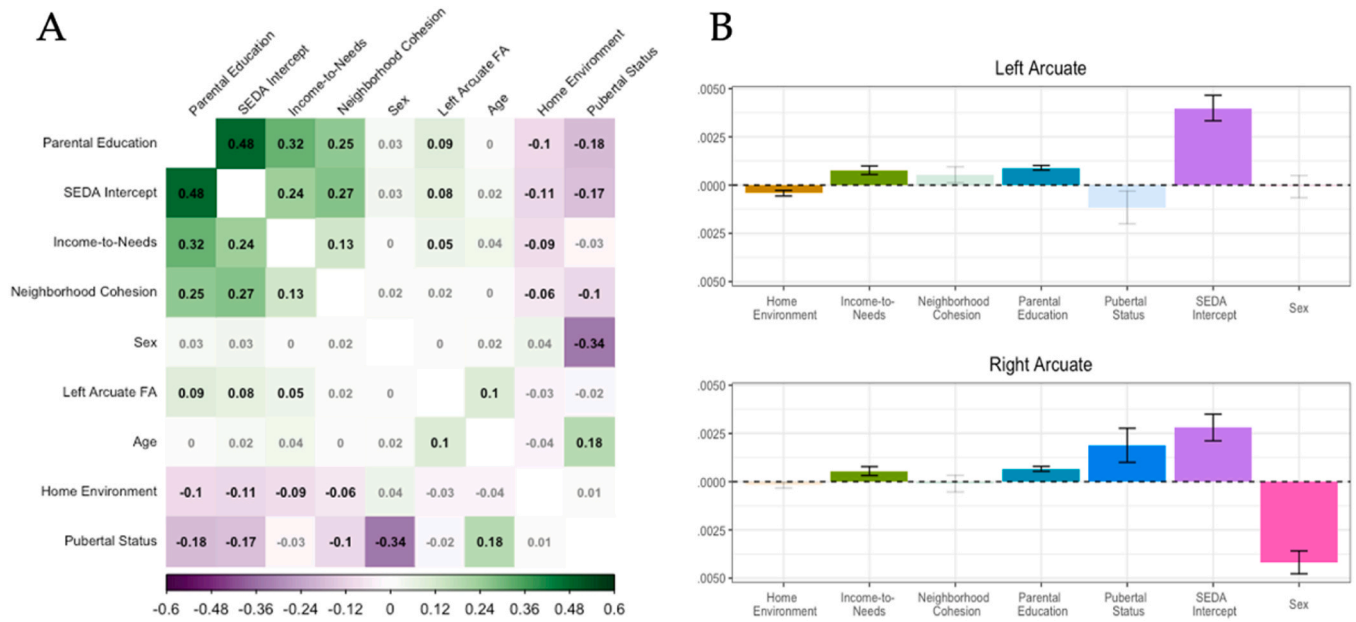 A
Parental Education
SEDA Intercept
Income-to-Needs
Neighborhood Cohesion
Sex
Left Arcuate FA
Age
Home Environment
Pubertal Status
Parental Education 0.48 0.32 0.25 0.03 0.09 0 -0.1 -0.18
SEDA Intercept 0.48 0.24 0.27 0.03 0.08 0.02 -0.11 -0.17
Income-to-Needs 0.32 0.24 0.13 0 0.05 0.04 -0.09 -0.03
Neighborhood Cohesion 0.25 0.27 0.13 0.02 0.02 0 -0.06 -0.1
Sex 0.03 0.03 0 0.02 0 0.02 0.04 -0.34
Left Arcuate FA 0.09 0.08 0.05 0.02 0 0.1 -0.03 -0.02
Age 0 0.02 0.04 0 0.02 0.1 -0.04 0.18
Home Environment -0.1 -0.11 -0.09 -0.06 0.04 -0.03 -0.04 0.01
Pubertal Status -0.18 -0.17 -0.03 -0.1 -0.34 -0.02 0.18 0.01
-0.6 -0.48 -0.36 -0.24 -0.12 0 0.12 0.24 0.36 0.48 0.6
B
Left Arcuate
.0050
.0025
.0000
.0025
.0050
Home Income-to- Neighborhood Parental Pubertal SEDA Sex
Environment Needs Cohesion Education Status Intercept
Right Arcuate
.0050
.0025
.0000
.0025
.0050
Home Income-to- Neighborhood Parental Pubertal SEDA Sex
Environment Needs Cohesion Education Status Intercept